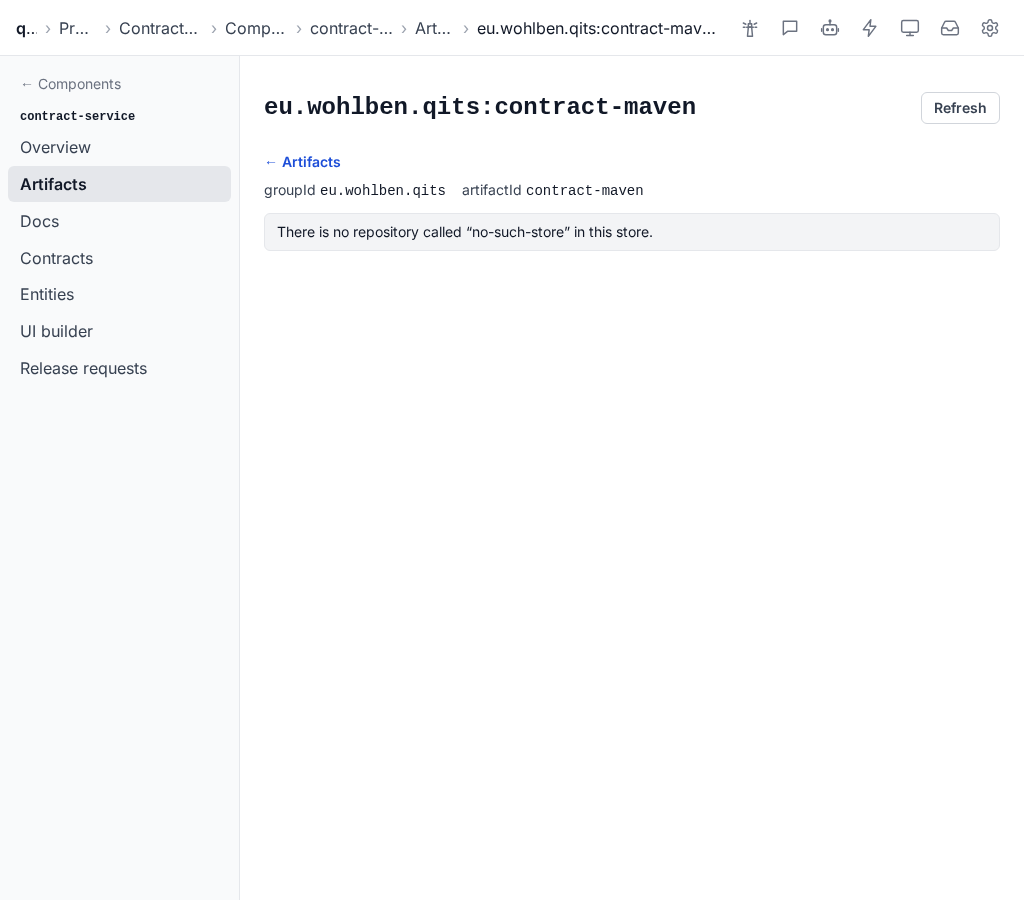 q... › Pr... › Contract... › Comp... › contract-... › Art... › eu.wohlben.qits:contract-mav...
← Components
contract-service
Overview
Artifacts
Docs
Contracts
Entities
UI builder
Release requests
eu.wohlben.qits:contract-maven
Refresh
← Artifacts
groupId eu.wohlben.qits artifactId contract-maven
There is no repository called “no-such-store” in this store.